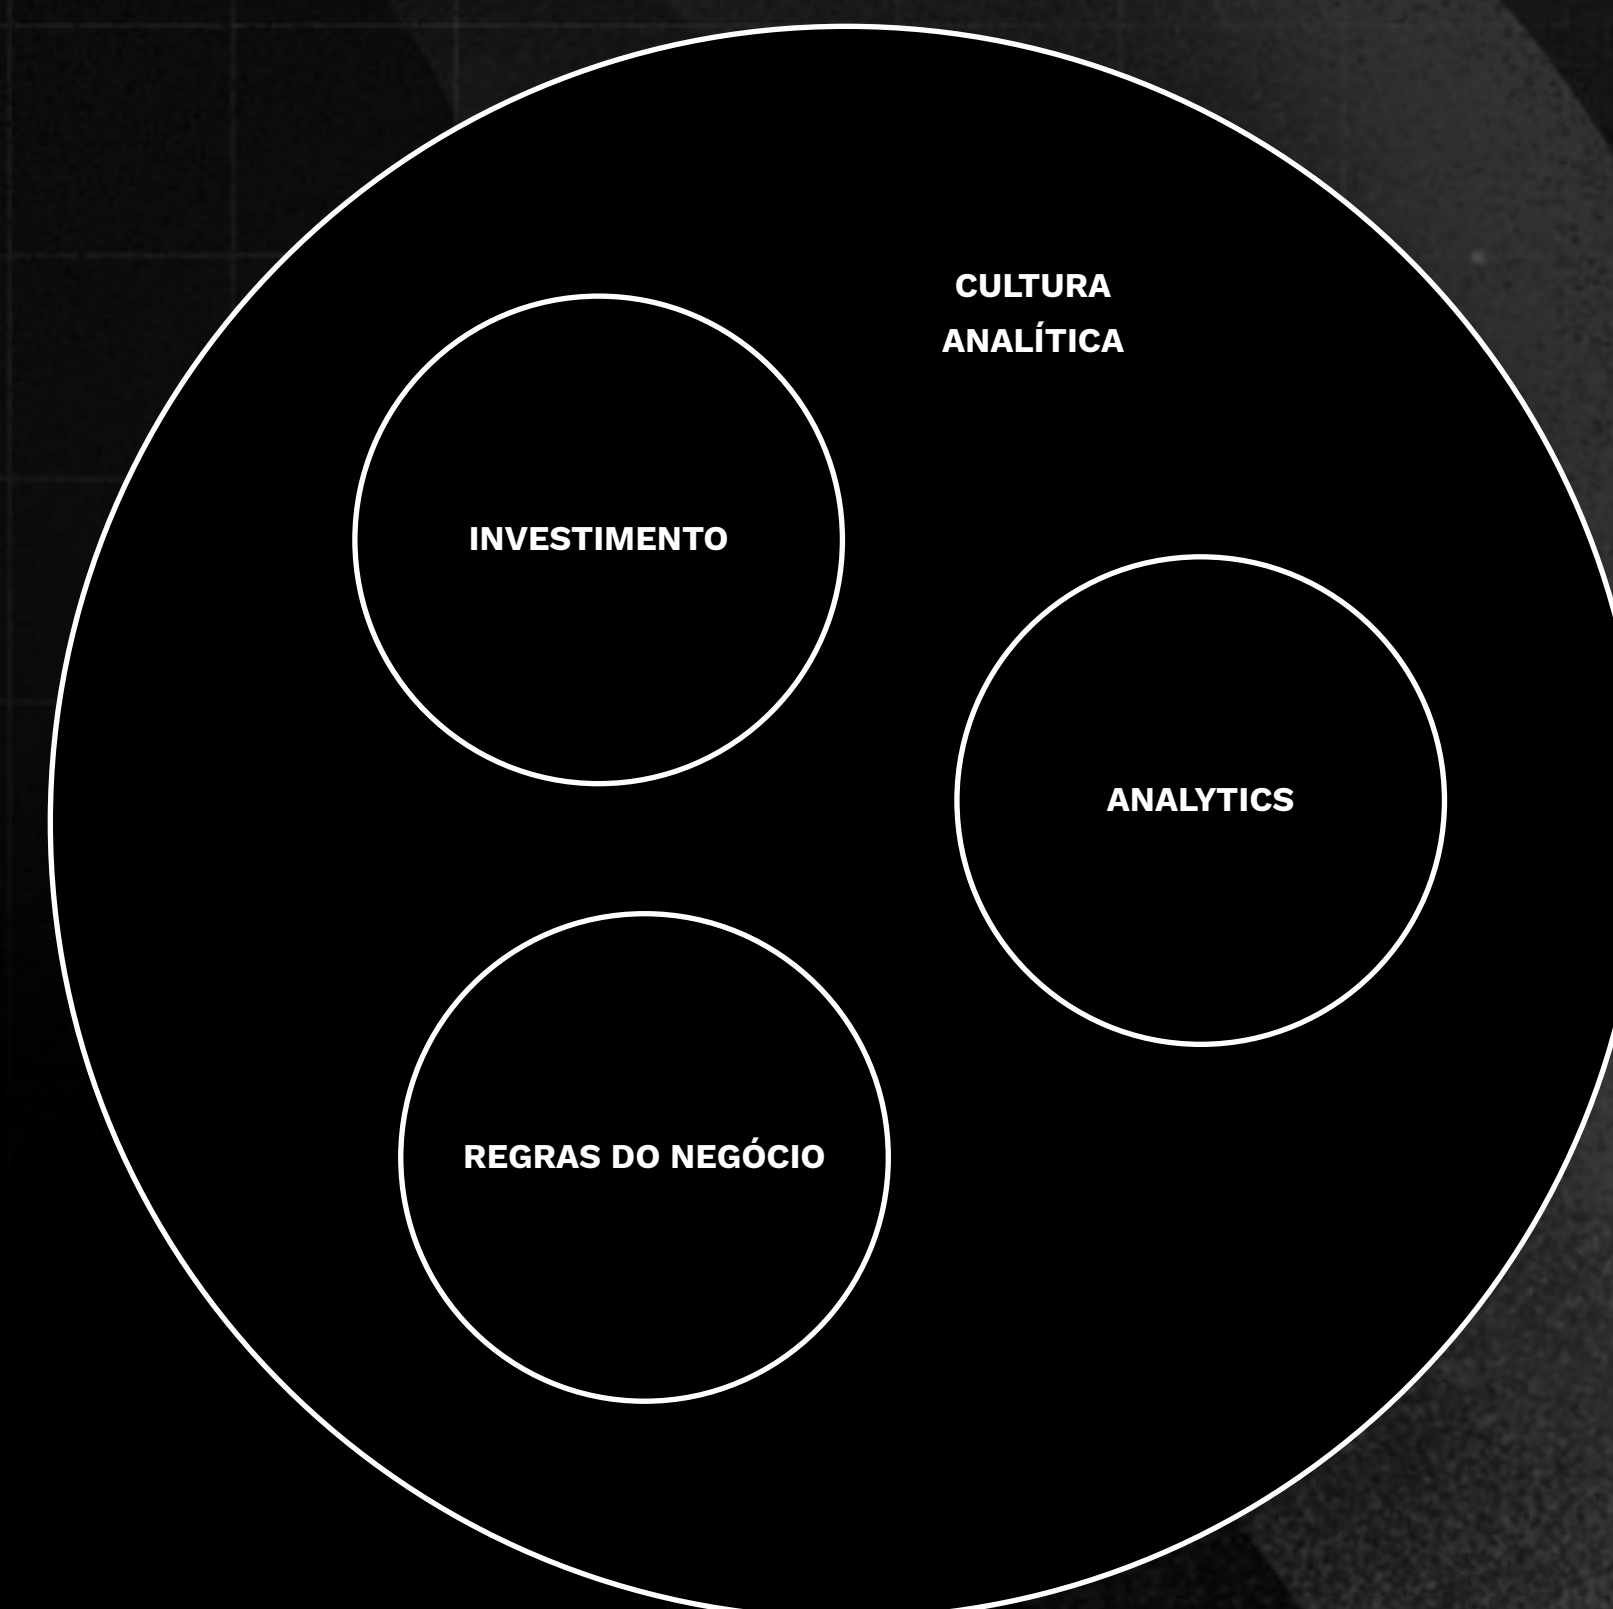 CULTURA
ANALÍTICA
INVESTIMENTO
ANALYTICS
REGRAS DO NEGÓCIO